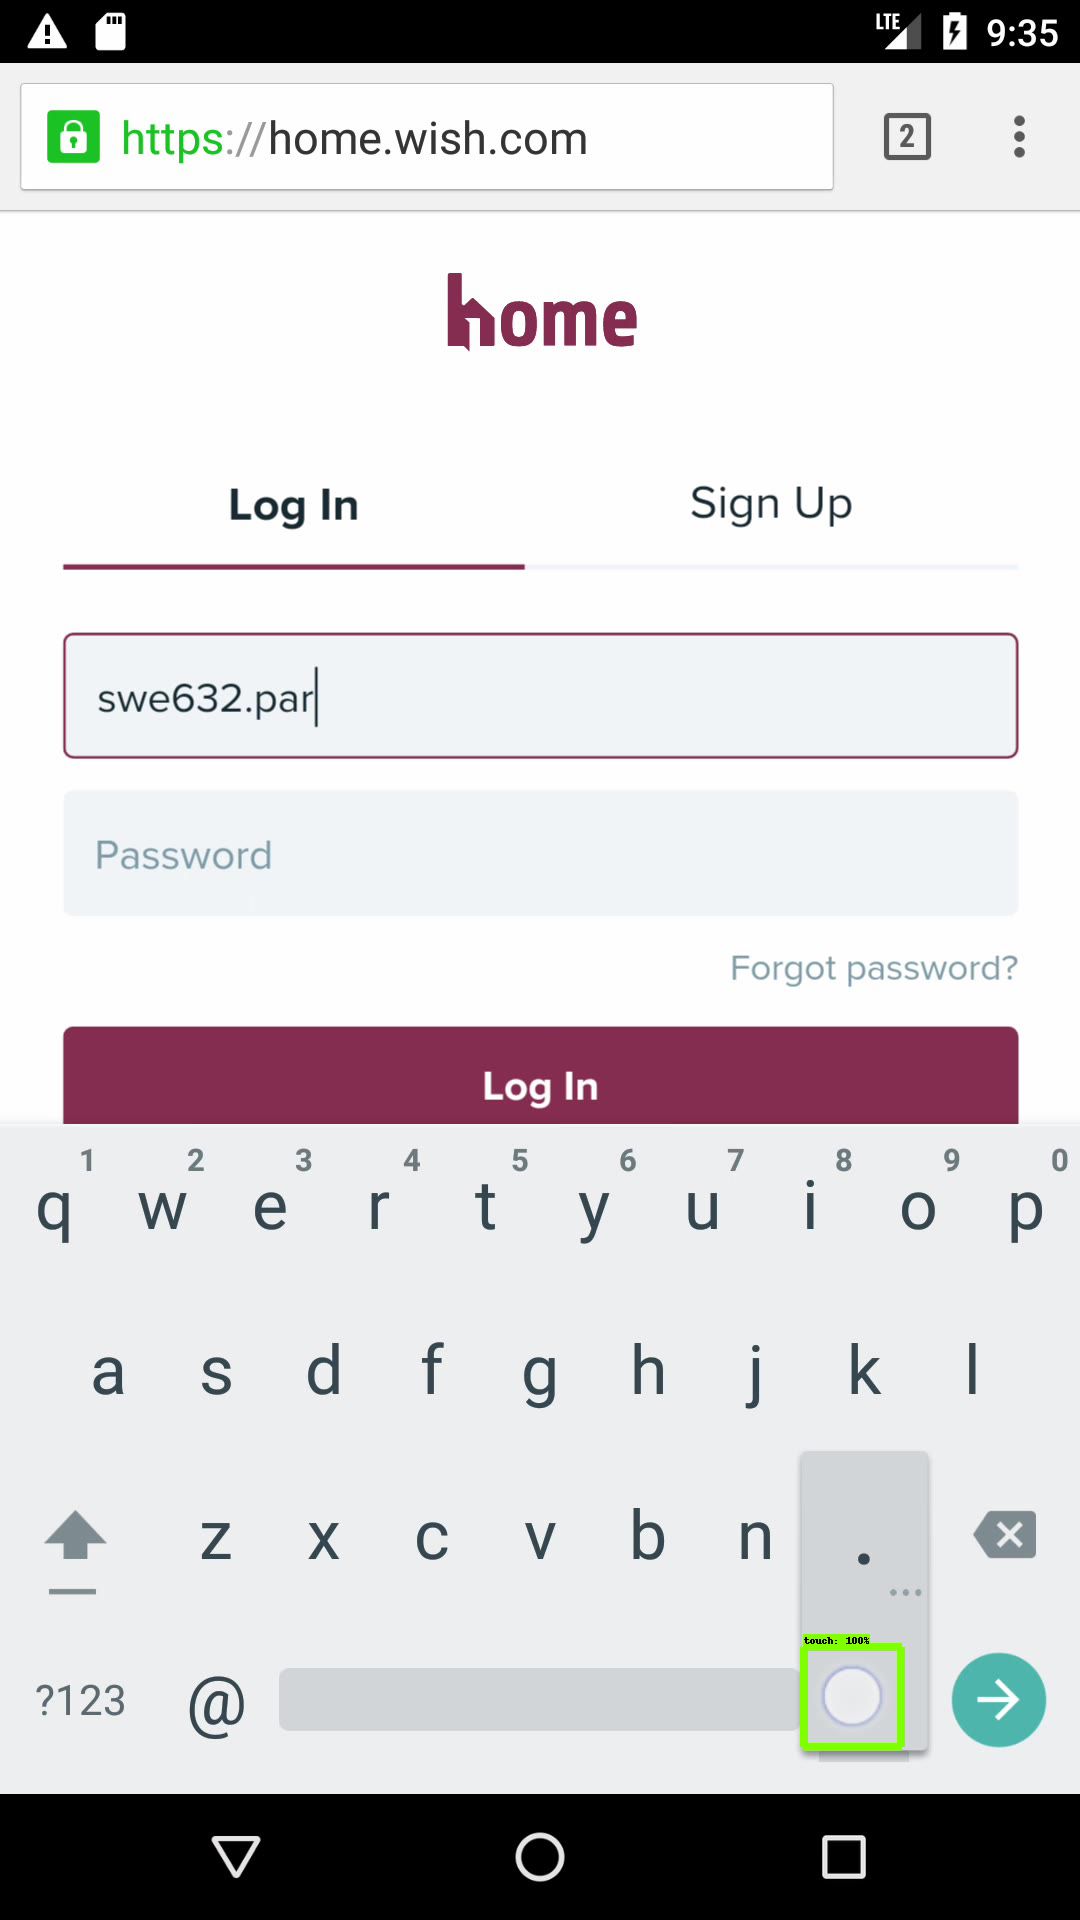 LTE 9:35
https://home.wish.com 2
home
Log In Sign Up
swe632.par
Password
Forgot password?
Log In
1 2 3 4 5 6 7 8 9 0
q w e r t y u i o p
a s d f g h j k l
z x c v b n .
touch: 100%
?123 @